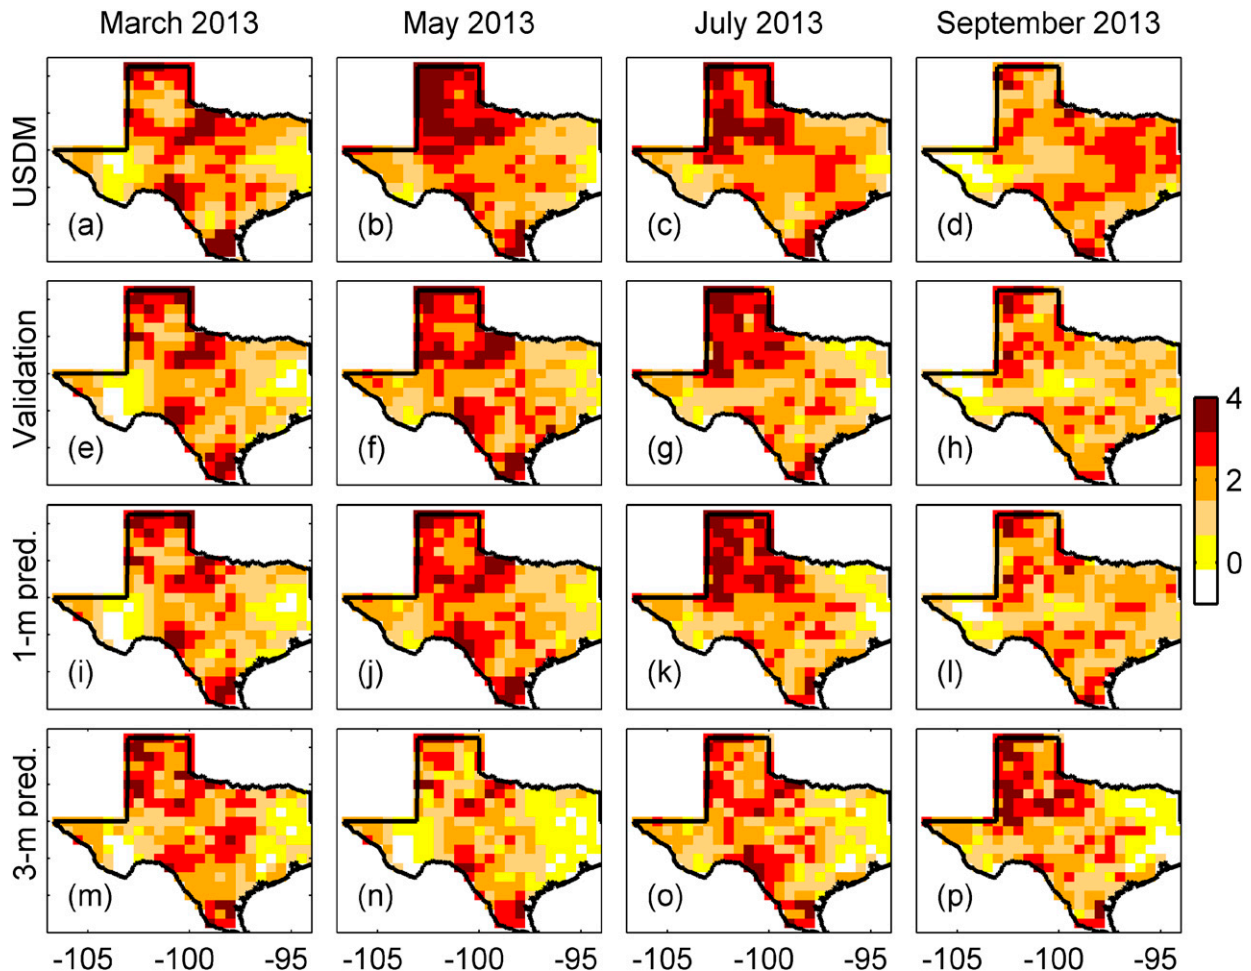 March 2013 May 2013 July 2013 September 2013
USDM
(a) (b) (c) (d)
Validation
(e) (f) (g) (h)
4
2
0
1-m pred.
(i) (j) (k) (l)
3-m pred.
(m) (n) (o) (p)
-105 -100 -95 -105 -100 -95 -105 -100 -95 -105 -100 -95